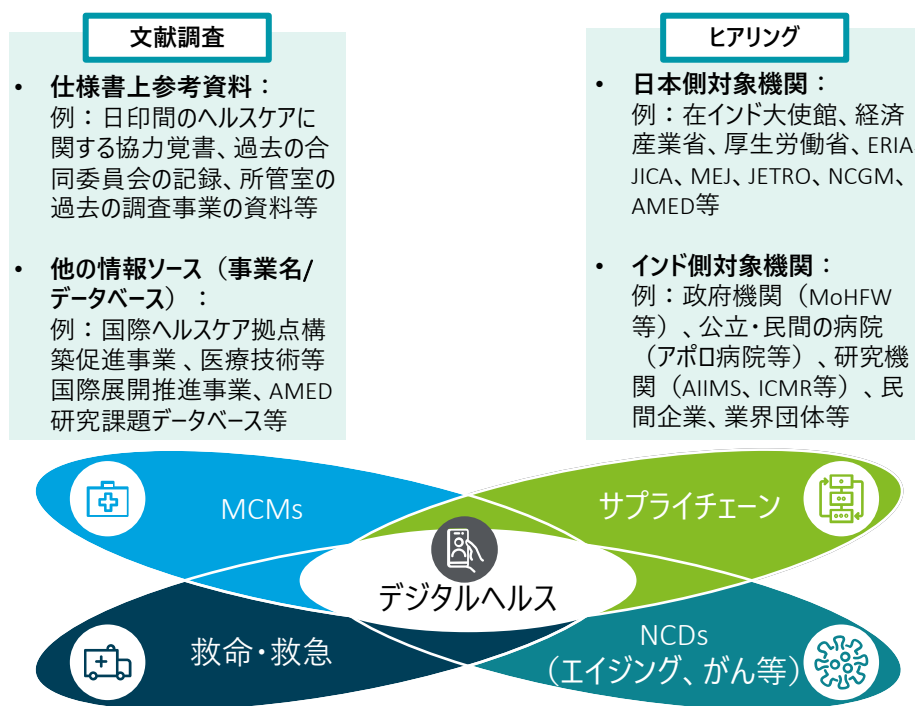 文献調査
• 仕様書上参考資料：
例：日印間のヘルスケアに
関する協力覚書、過去の合
同委員会の記録、所管室の
過去の調査事業の資料等
• 他の情報ソース（事業名/
データベース）：
例：国際ヘルスケア拠点構
築促進事業、医療技術等
国際展開推進事業、AMED
研究課題データベース等
ヒアリング
• 日本側対象機関：
例：在インド大使館、経済
産業省、厚生労働省、ERIA
JICA、MEJ、JETRO、NCGM、
AMED等
• インド側対象機関：
例：政府機関（MoHFW
等）、公立・民間の病院
（アポロ病院等）、研究機
関（AIIMS、ICMR等）、民
間企業、業界団体等
MCMs
サプライチェーン
デジタルヘルス
救命・救急
NCDs
（エイジング、がん等）